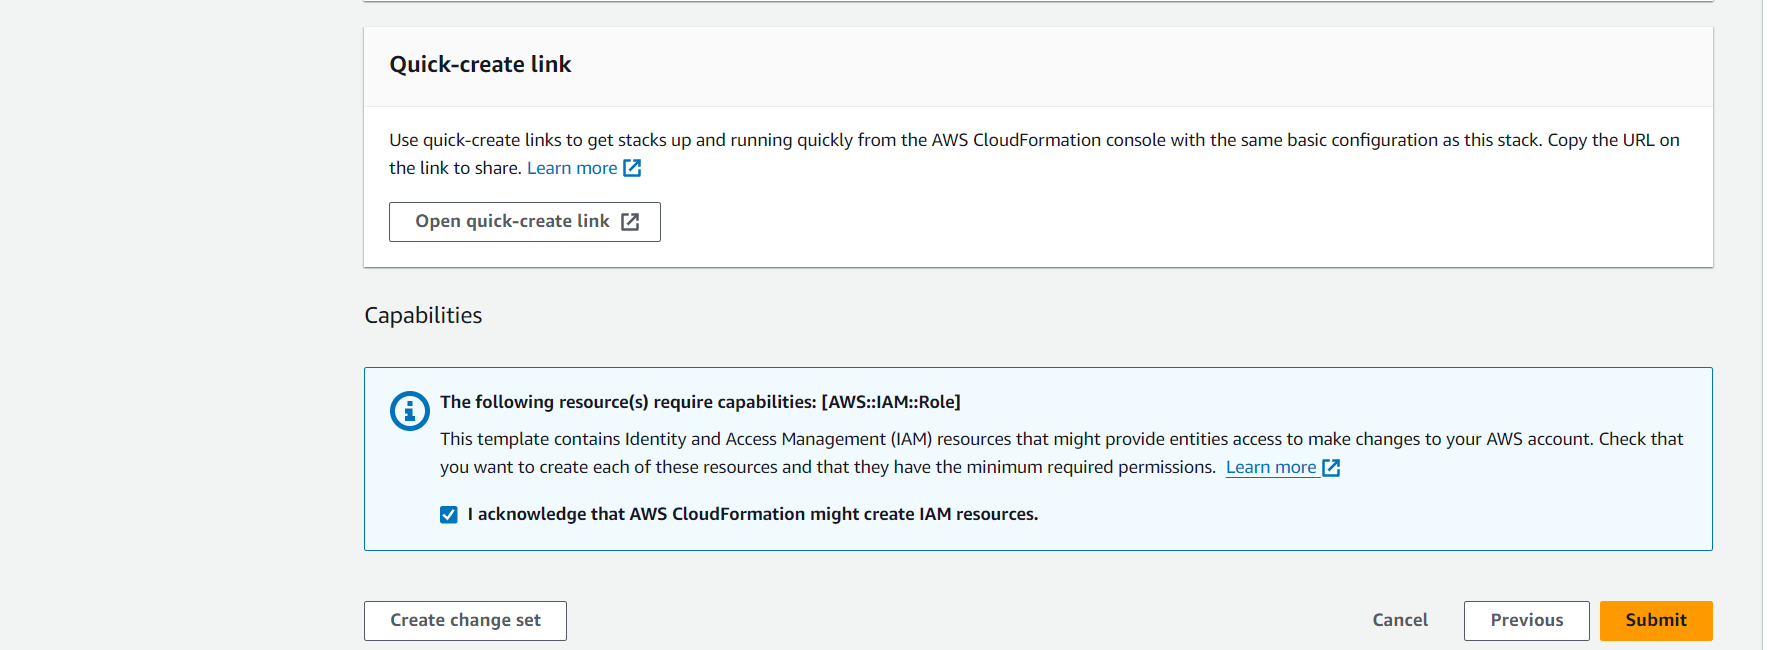 Quick-create link
Use quick-create links to get stacks up and running quickly from the AWS CloudFormation console with the same basic configuration as this stack. Copy the URL on
the link to share. Learn more
Open quick-create link
Capabilities
The following resource(s) require capabilities: [AWS::IAM::Role]
This template contains Identity and Access Management (IAM) resources that might provide entities access to make changes to your AWS account. Check that
you want to create each of these resources and that they have the minimum required permissions. Learn more
I acknowledge that AWS CloudFormation might create IAM resources.
Create change set Cancel Previous Submit